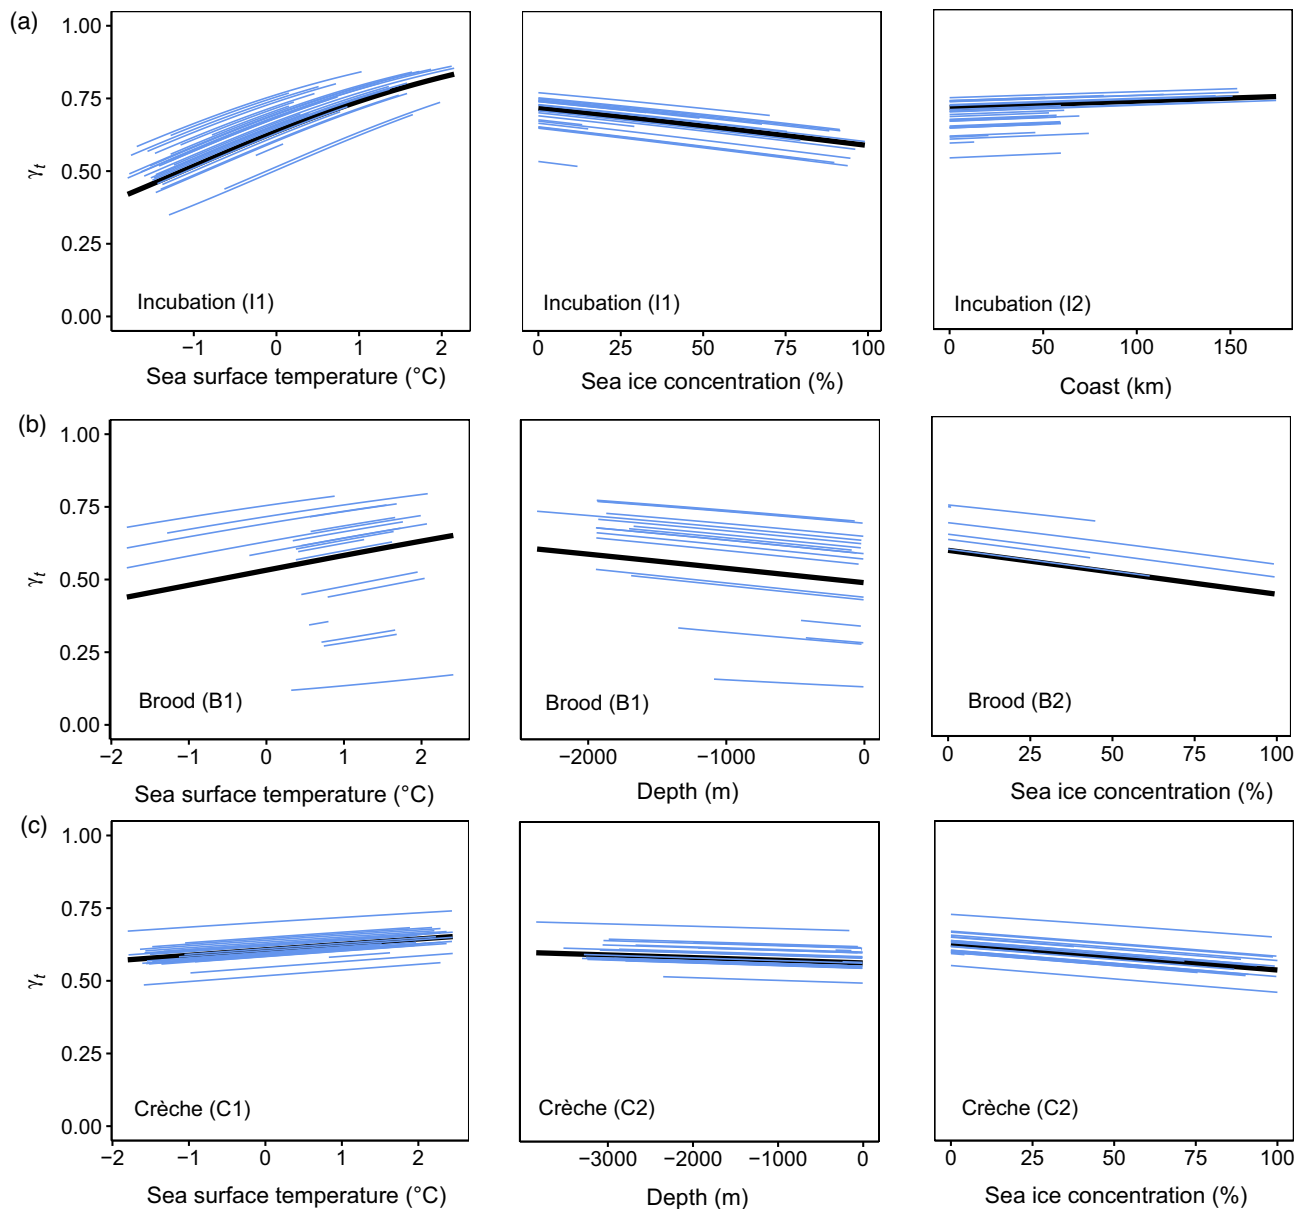 (a)
1.00
0.75
0.50
0.25
0.00
γt
Incubation (I1)
−1 0 1 2
Sea surface temperature (°C)
Incubation (I1)
0 25 50 75 100
Sea ice concentration (%)
Incubation (I2)
0 50 100 150
Coast (km)
(b)
1.00
0.75
0.50
0.25
0.00
γt
Brood (B1)
−2 −1 0 1 2
Sea surface temperature (°C)
Brood (B1)
−2000 −1000 0
Depth (m)
Brood (B2)
0 25 50 75 100
Sea ice concentration (%)
(c)
1.00
0.75
0.50
0.25
0.00
γt
Crèche (C1)
−2 −1 0 1 2
Sea surface temperature (°C)
Crèche (C2)
−3000 −2000 −1000 0
Depth (m)
Crèche (C2)
0 25 50 75 100
Sea ice concentration (%)